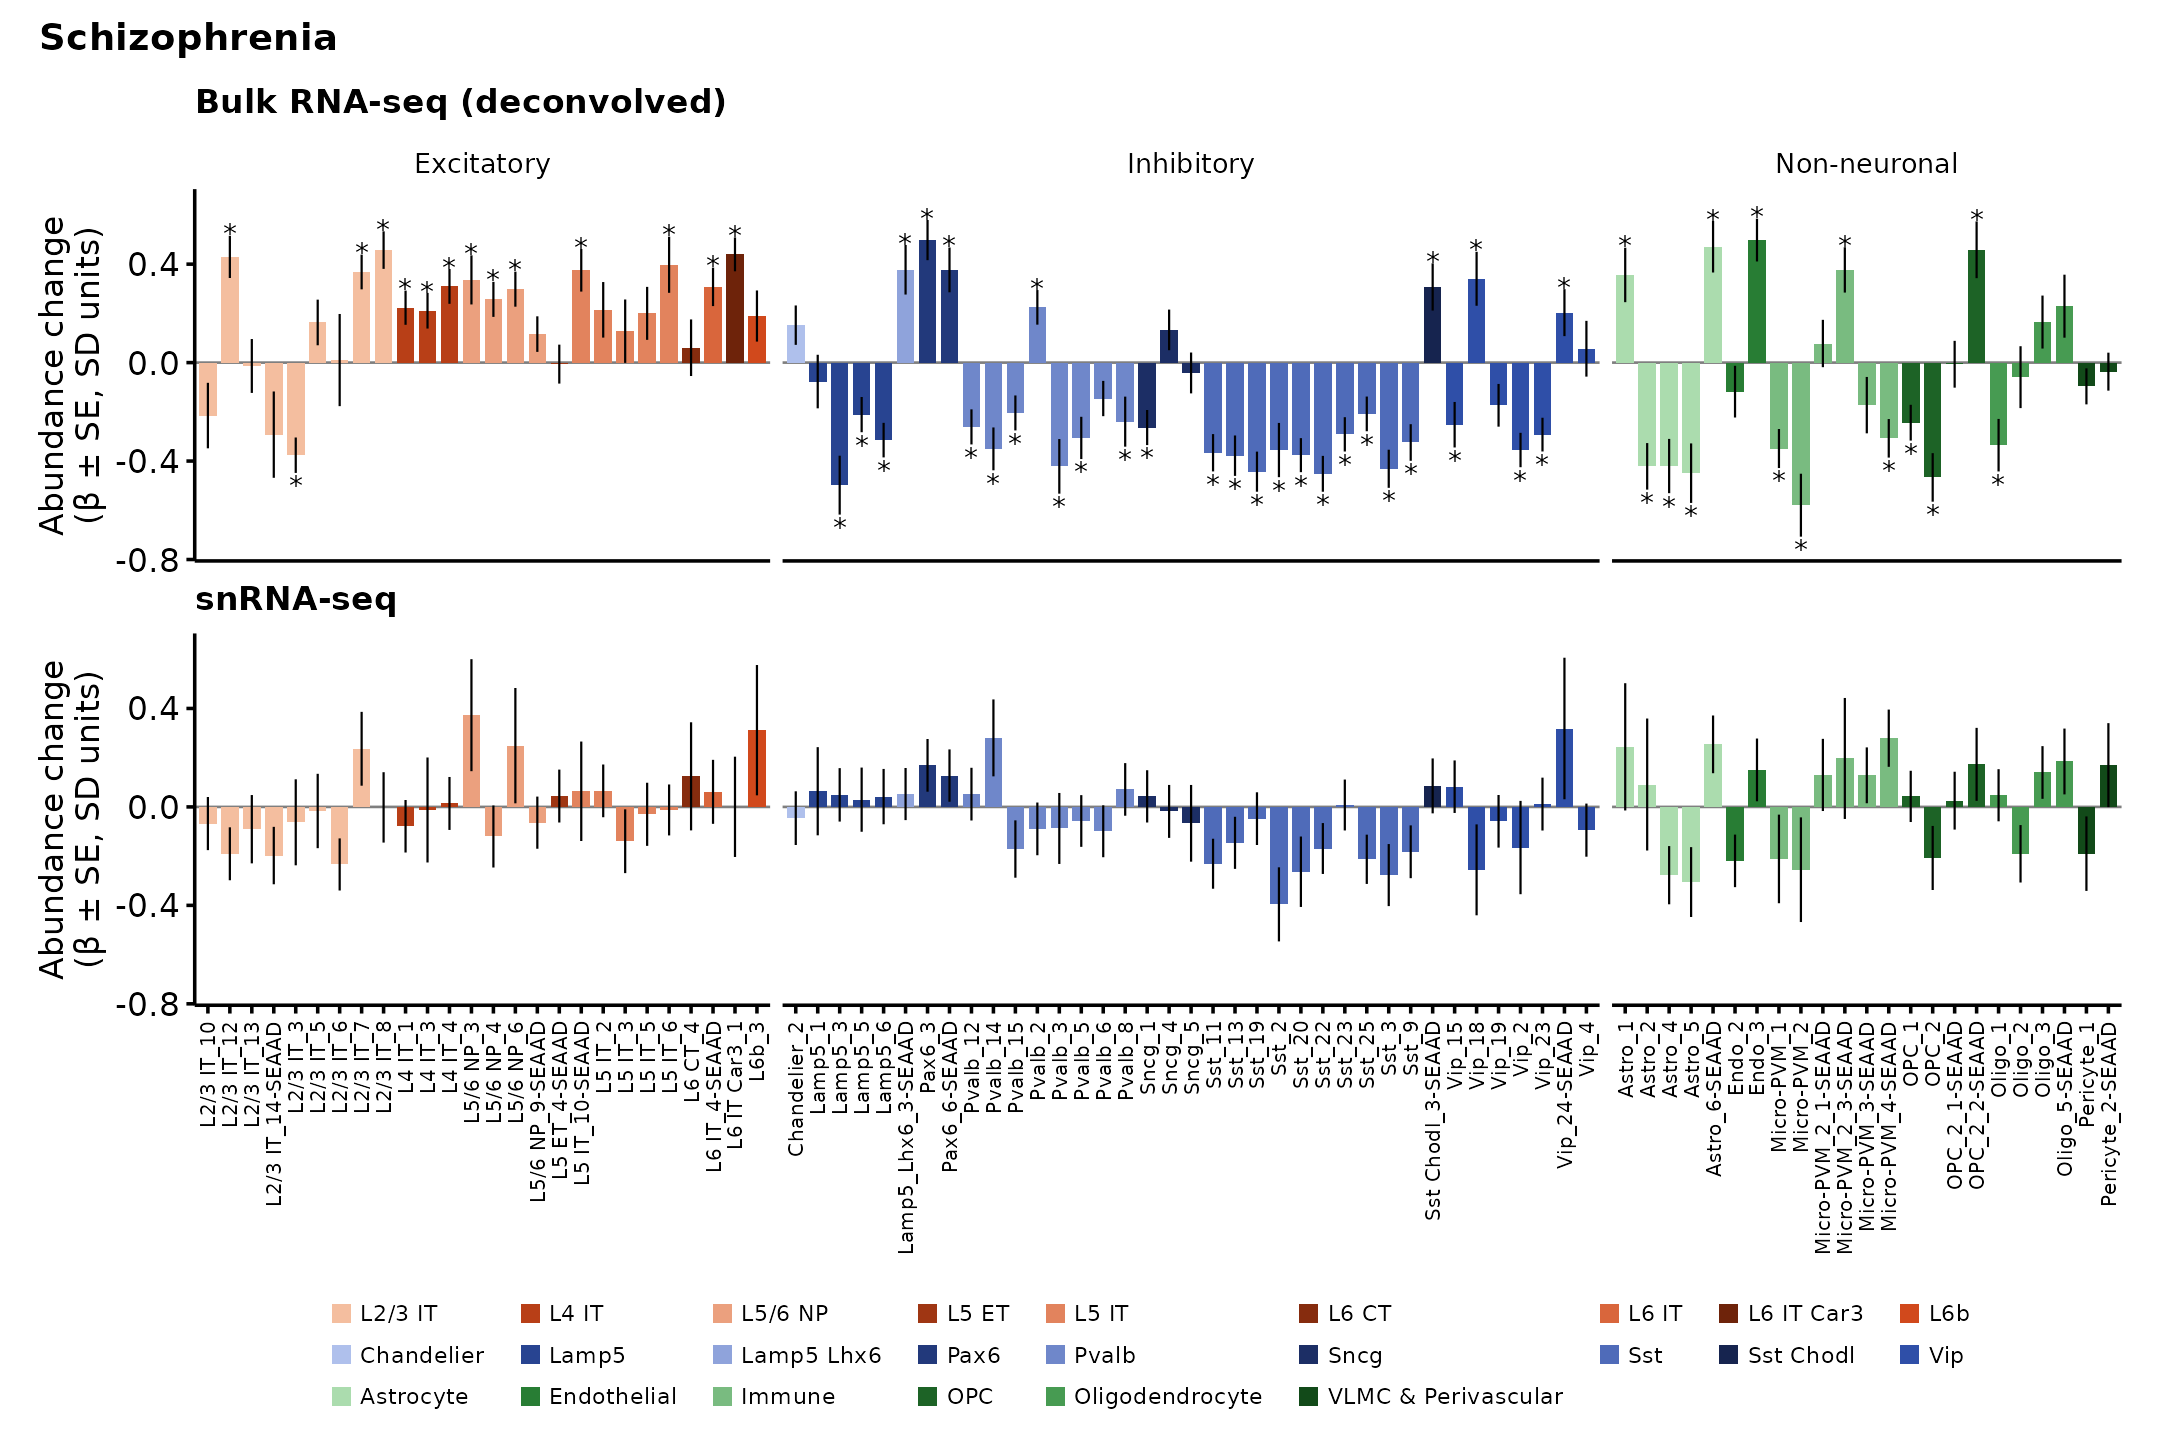 Schizophrenia
Bulk RNA-seq (deconvolved)
Excitatory
Inhibitory
Non-neuronal
Abundance change
(β ± SE, SD units)
0.4
0.0
-0.4
-0.8
snRNA-seq
Abundance change
(β ± SE, SD units)
0.4
0.0
-0.4
-0.8
L2/3 IT_10
L2/3 IT_12
L2/3 IT_13
L2/3 IT_14-SEAAD
L2/3 IT_3
L2/3 IT_5
L2/3 IT_6
L2/3 IT_7
L2/3 IT_8
L4 IT_1
L4 IT_3
L4 IT_4
L5/6 NP_3
L5/6 NP_4
L5/6 NP_6
L5/6 NP_9-SEAAD
L5 ET_4-SEAAD
L5 IT_10-SEAAD
L5 IT_2
L5 IT_3
L5 IT_5
L5 IT_6
L6 CT_4
L6 IT_4-SEAAD
L6 IT Car3_1
L6b_3
Chandelier_2
Lamp5_1
Lamp5_3
Lamp5_5
Lamp5_6
Lamp5_Lhx6_3-SEAAD
Pax6_3
Pax6_6-SEAAD
Pvalb_12
Pvalb_14
Pvalb_15
Pvalb_2
Pvalb_3
Pvalb_5
Pvalb_6
Pvalb_8
Sncg_1
Sncg_4
Sncg_5
Sst_11
Sst_13
Sst_19
Sst_2
Sst_20
Sst_22
Sst_23
Sst_25
Sst_3
Sst_9
Sst Chodl_3-SEAAD
Vip_15
Vip_18
Vip_19
Vip_2
Vip_23
Vip_24-SEAAD
Vip_4
Astro_1
Astro_2
Astro_4
Astro_5
Astro_6-SEAAD
Endo_2
Endo_3
Micro-PVM_1
Micro-PVM_2
Micro-PVM_2_1-SEAAD
Micro-PVM_2_3-SEAAD
Micro-PVM_3-SEAAD
Micro-PVM_4-SEAAD
OPC_1
OPC_2
OPC_2_1-SEAAD
OPC_2_2-SEAAD
Oligo_1
Oligo_2
Oligo_3
Oligo_5-SEAAD
Pericyte_1
Pericyte_2-SEAAD
L2/3 IT L4 IT L5/6 NP L5 ET L5 IT L6 CT L6 IT L6 IT Car3 L6b
Chandelier Lamp5 Lamp5 Lhx6 Pax6 Pvalb Sncg Sst Sst Chodl Vip
Astrocyte Endothelial Immune OPC Oligodendrocyte VLMC & Perivascular